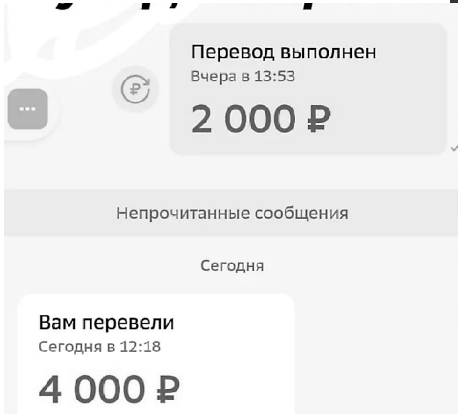 Перевод выполнен
Вчера в 13:53
2 000 ₽
Непрочитанные сообщения
Сегодня
Вам перевели
Сегодня в 12:18
4 000 ₽